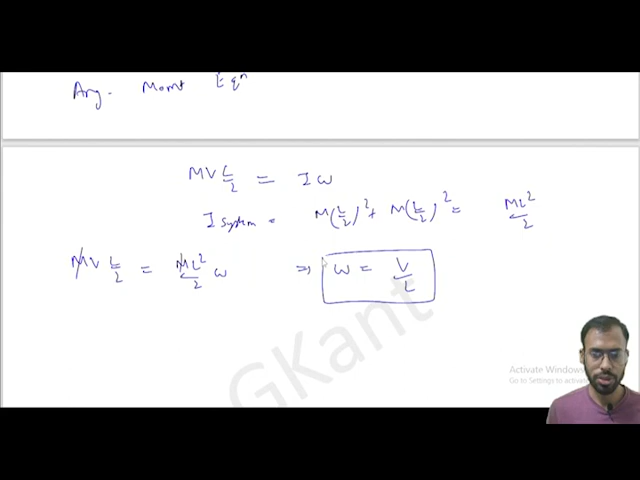 Ang. Momt Eqⁿ
MV L/2 = I ω
I system = M(L/2)² + M(L/2)² = ML²/2
MV L/2 = ML²/2 ω ⇒ ω = V/L
GKant
Activate Windows
Go to Settings to activate